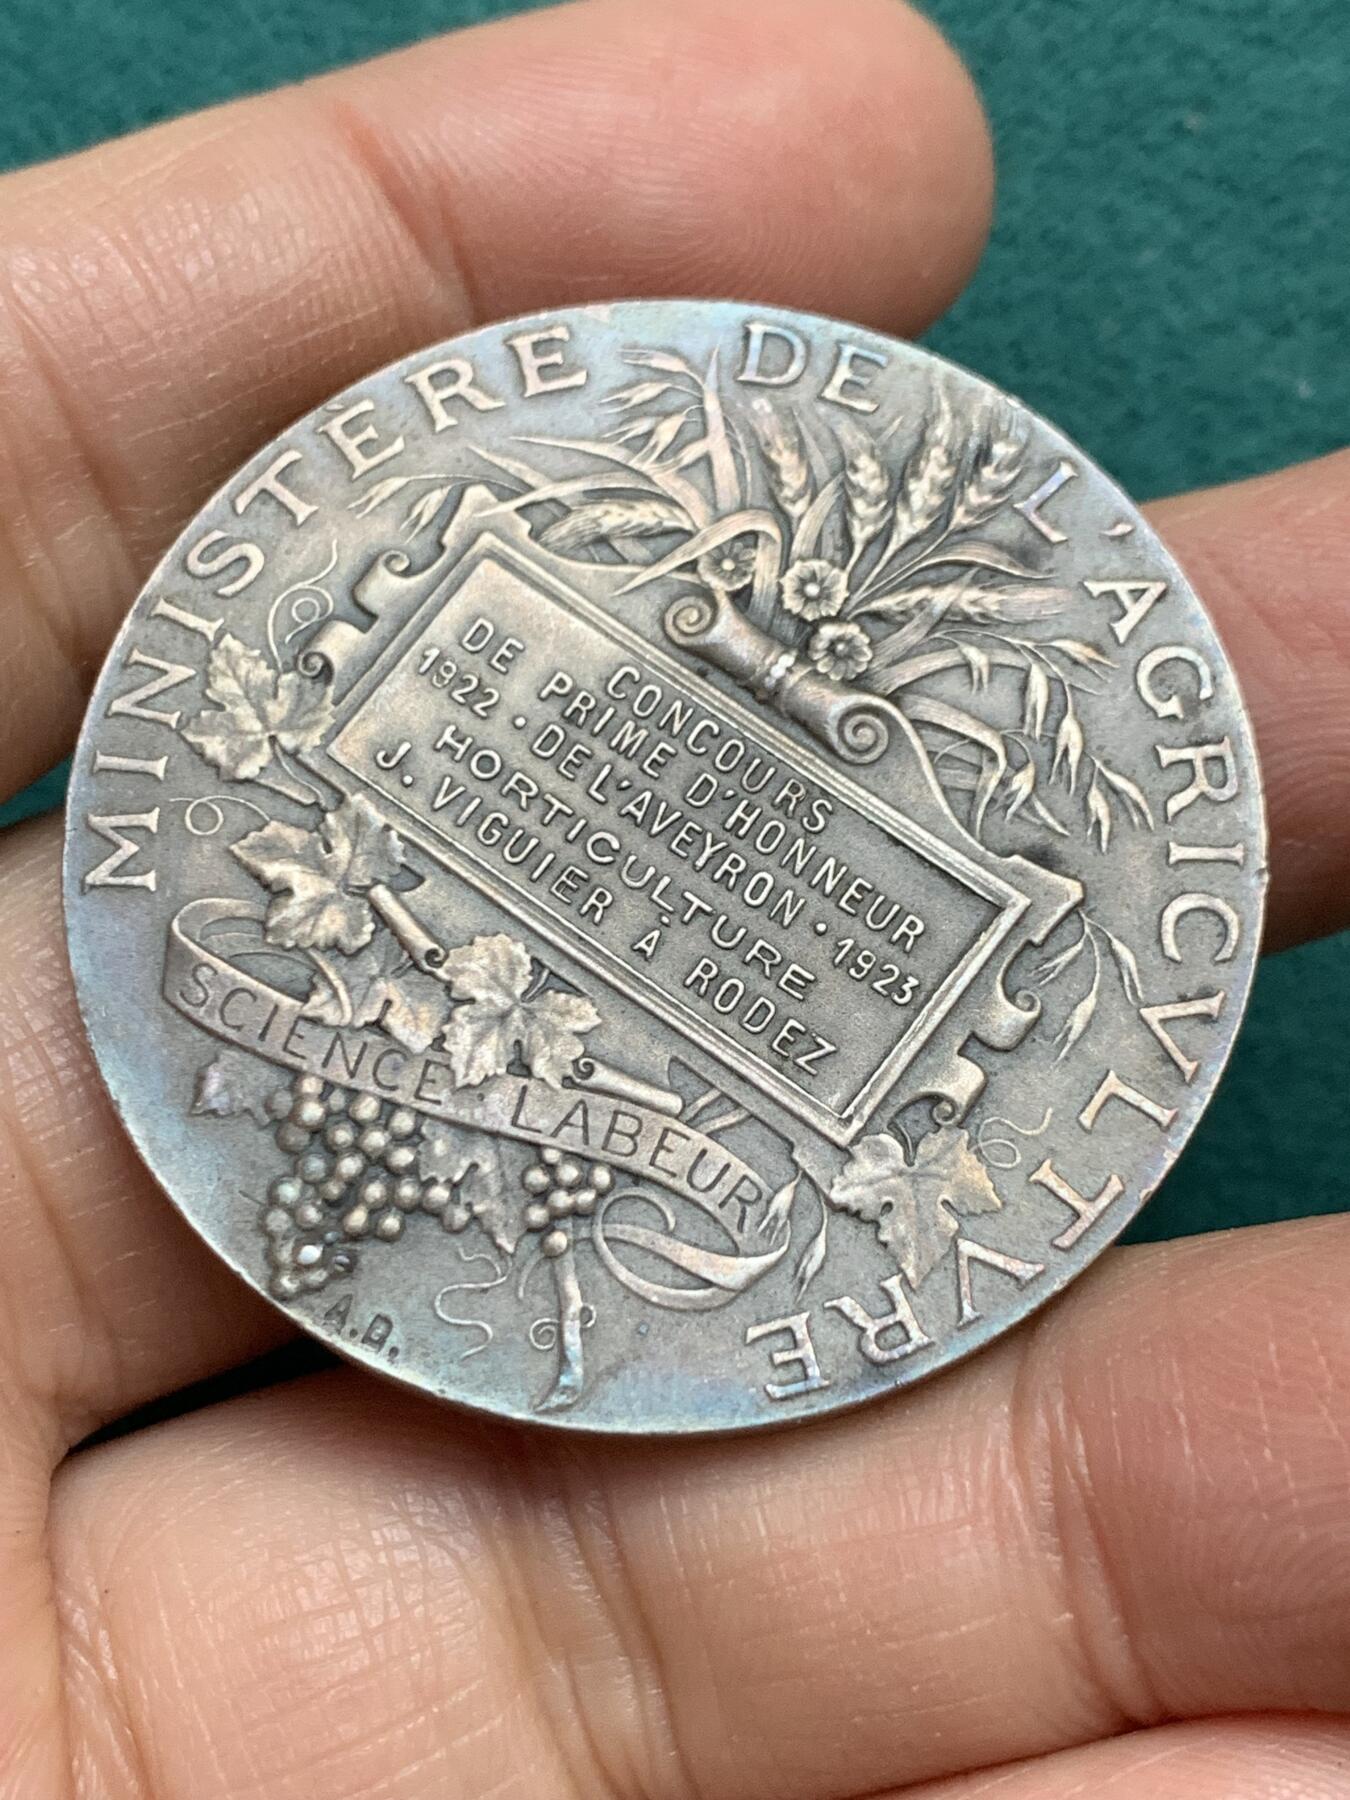 MINISTÈRE DE L'AGRICVLTVRE
CONCOURS
DE PRIME D'HONNEUR
1922 · DE L'AVEYRON · 1923
HORTICULTURE
J. VIGUIER À RODEZ
SCIENCE · LABEUR
A.D.